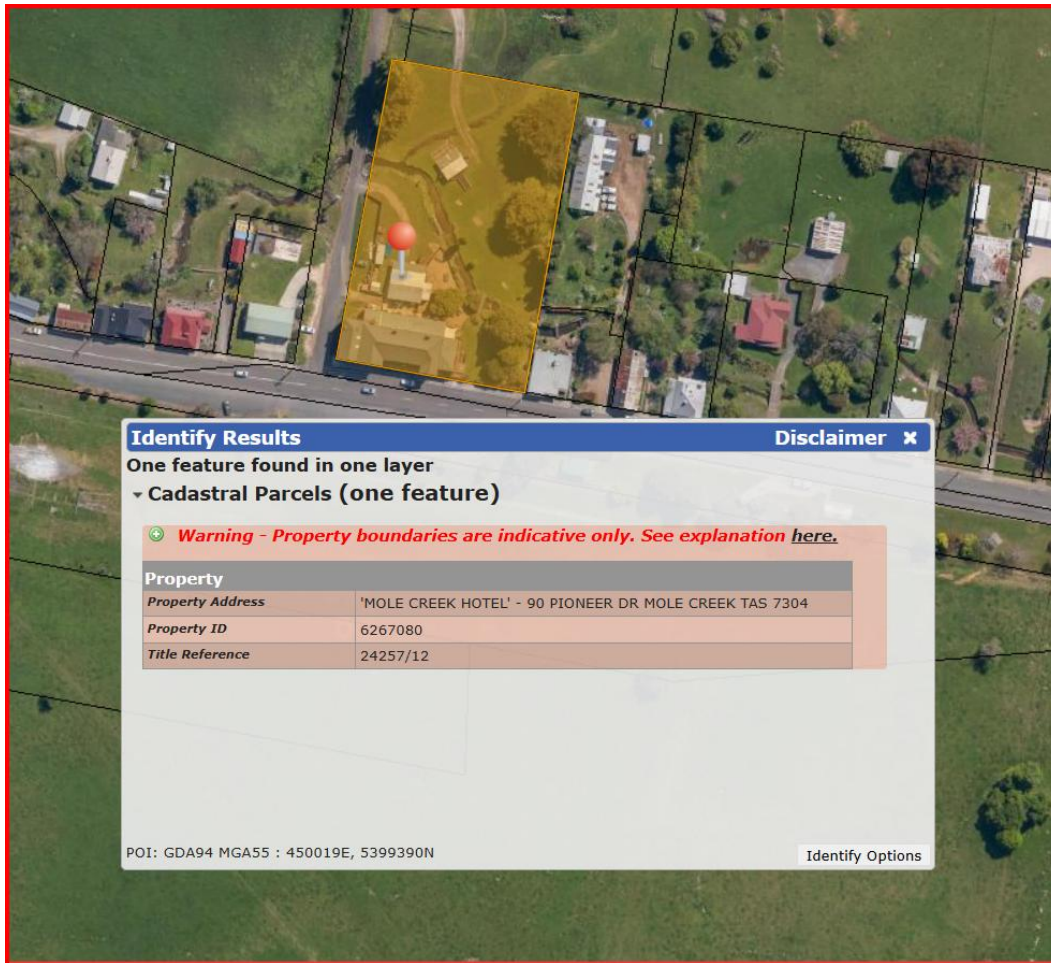 Identify Results Disclaimer ×
One feature found in one layer
Cadastral Parcels (one feature)
Warning - Property boundaries are indicative only. See explanation here.
Property
Property Address 'MOLE CREEK HOTEL' - 90 PIONEER DR MOLE CREEK TAS 7304
Property ID 6267080
Title Reference 24257/12
POI: GDA94 MGA55 : 450019E, 5399390N Identify Options